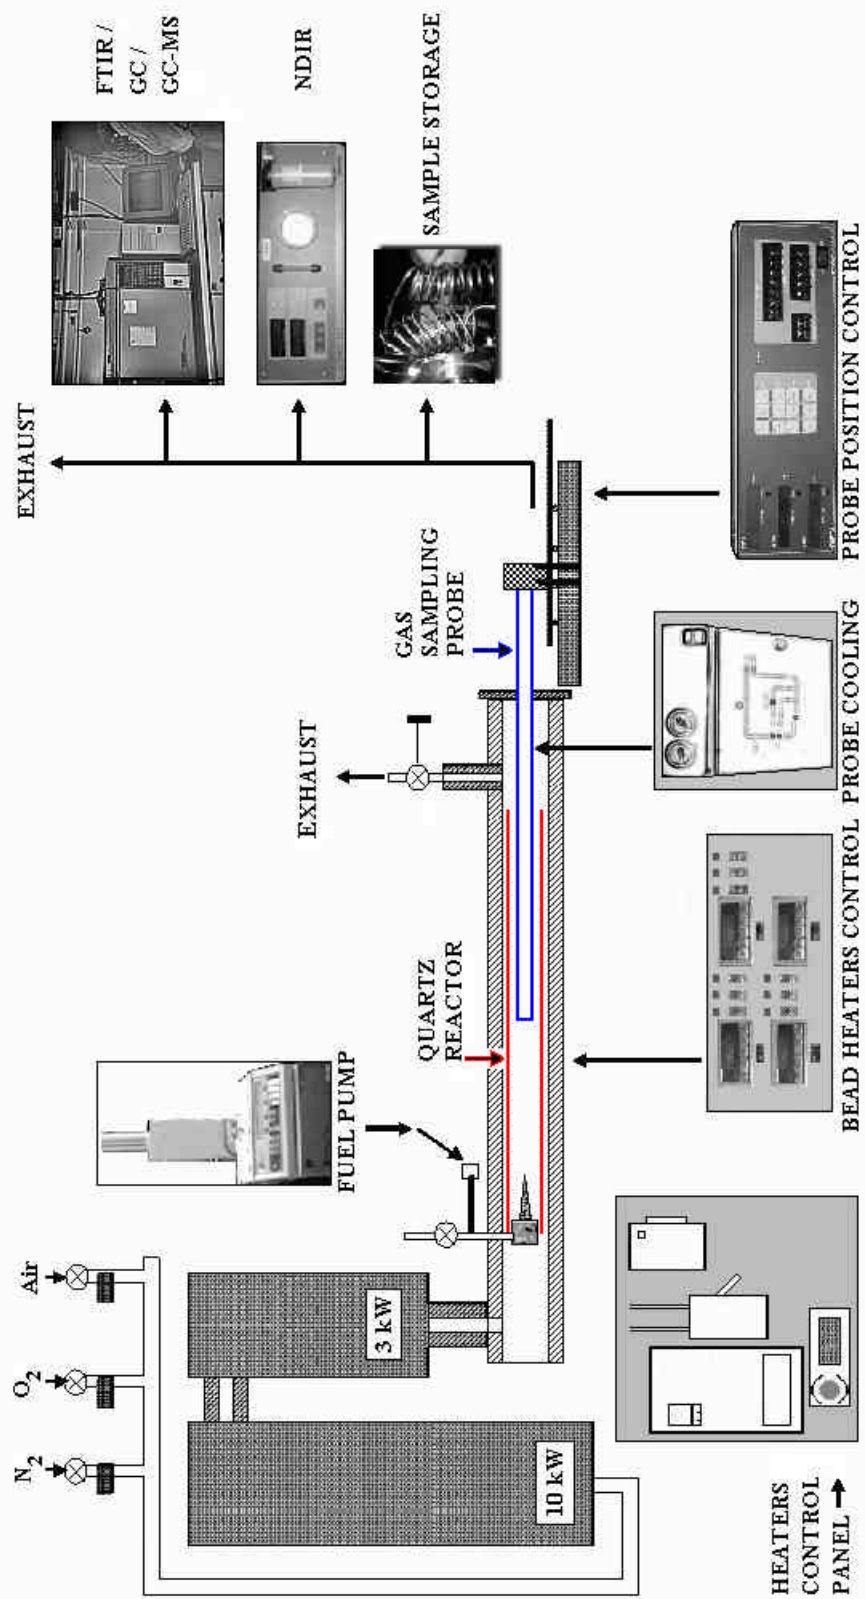 N2
O2
Air
10 kW
3 kW
FUEL PUMP
QUARTZ
REACTOR
EXHAUST
GAS
SAMPLING
PROBE
EXHAUST
FTIR /
GC /
GC-MS
NDIR
SAMPLE STORAGE
HEATERS
CONTROL
PANEL
BEAD HEATERS CONTROL
PROBE COOLING
PROBE POSITION CONTROL